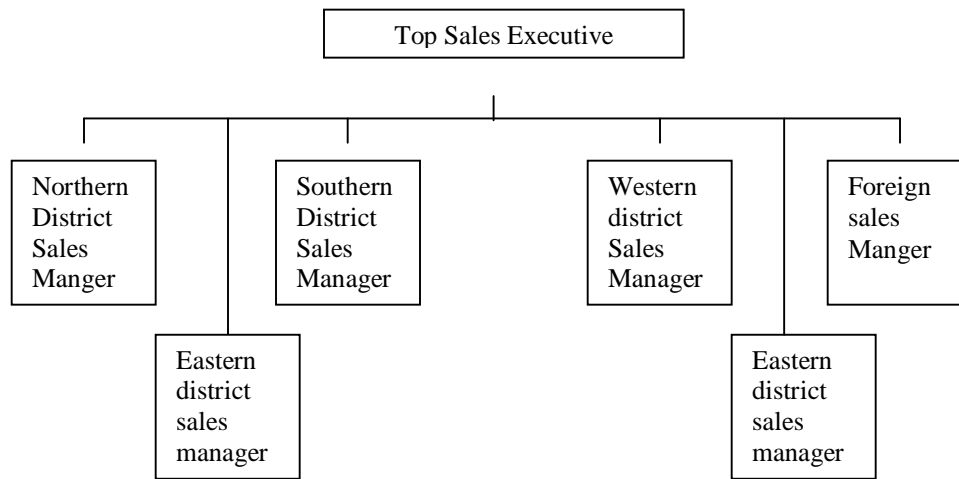 Top Sales Executive
Northern
District
Sales
Manger
Southern
District
Sales
Manager
Western
district
Sales
Manager
Foreign
sales
Manger
Eastern
district
sales
manager
Eastern
district
sales
manager